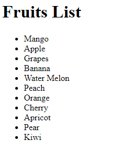 Fruits List
Mango
Apple
Grapes
Banana
Water Melon
Peach
Orange
Cherry
Apricot
Pear
Kiwi